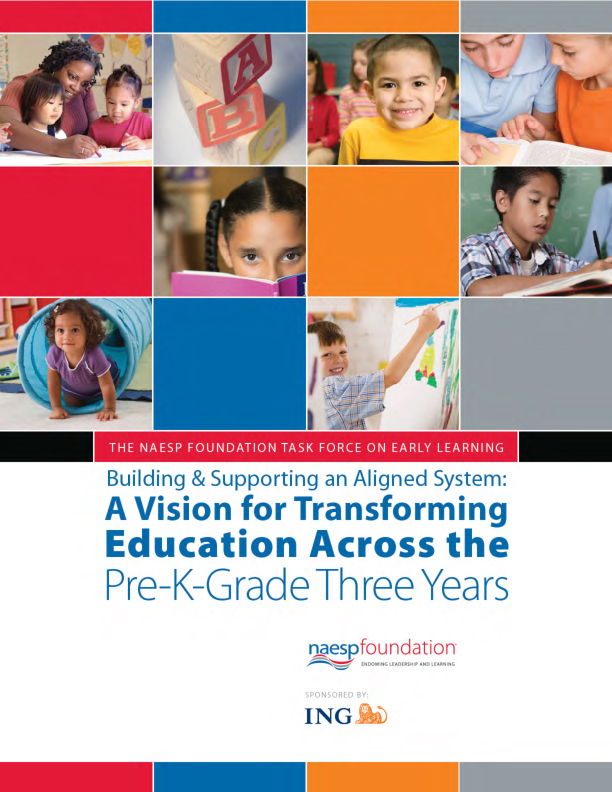 A
B
C
THE NAESP FOUNDATION TASK FORCE ON EARLY LEARNING
Building & Supporting an Aligned System:
A Vision for Transforming
Education Across the
Pre-K-Grade Three Years
naespfoundation
ENDOWING LEADERSHIP AND LEARNING
SPONSORED BY:
ING